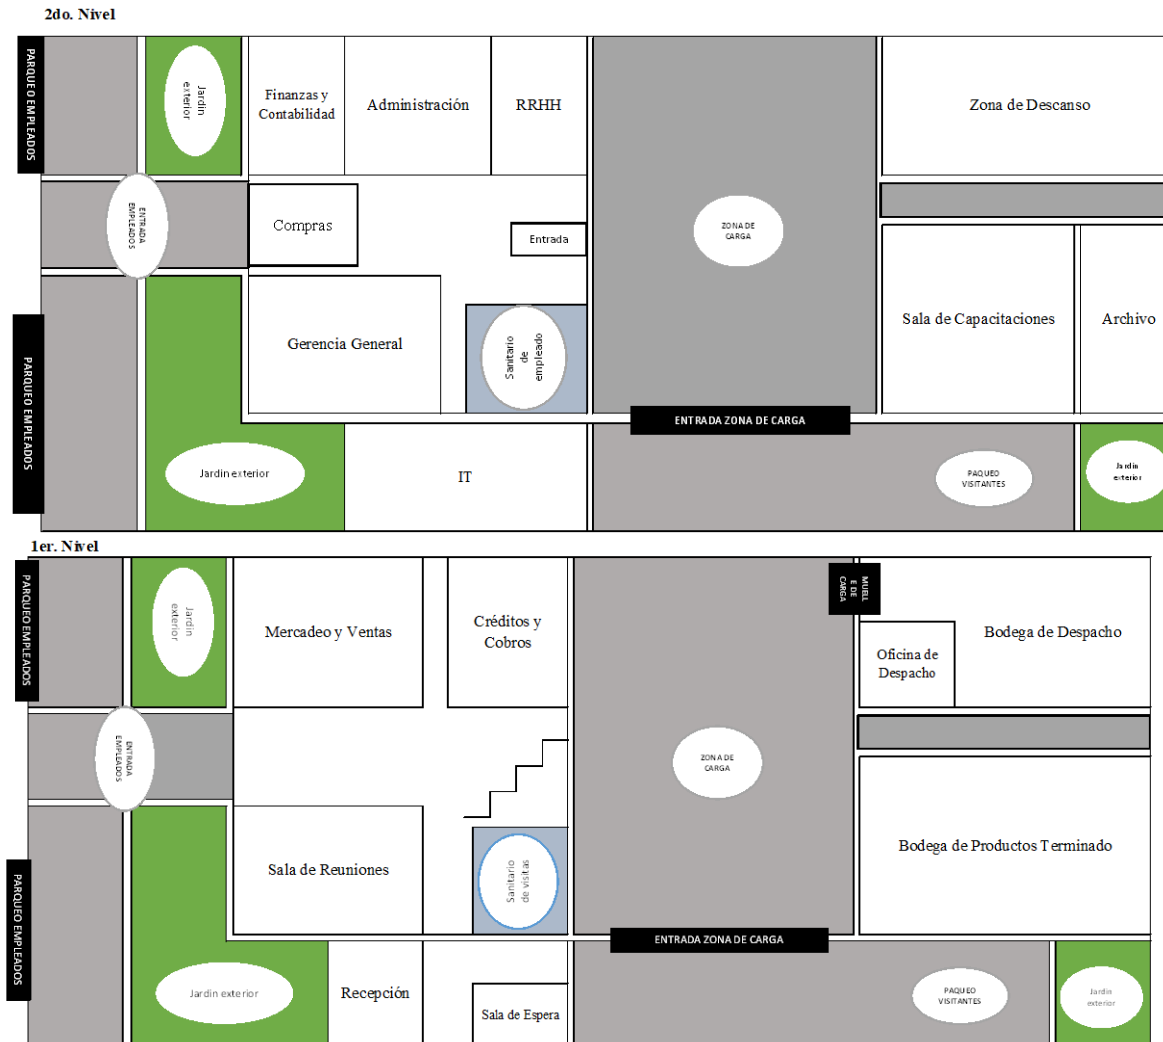 2do. Nivel
PARQUEO EMPLEADOS
Jardin
exterior
Finanzas y
Contabilidad
Administración
RRHH
Zona de Descanso
ENTRADA
EMPLEADOS
Compras
Entrada
ZONA DE
CARGA
PARQUEO EMPLEADOS
Gerencia General
Sanitario
de
empleado
Sala de Capacitaciones
Archivo
ENTRADA ZONA DE CARGA
Jardin exterior
IT
PAQUEO
VISITANTES
Jardin
exterior
1er. Nivel
PARQUEO EMPLEADOS
Jardin
exterior
Mercadeo y Ventas
Créditos y
Cobros
MUELL
E DE
CARGA
Bodega de Despacho
Oficina de
Despacho
ENTRADA
EMPLEADOS
ZONA DE
CARGA
PARQUEO EMPLEADOS
Sala de Reuniones
Sanitario
de visitas
Bodega de Productos Terminado
ENTRADA ZONA DE CARGA
Jardin exterior
Recepción
Sala de Espera
PAQUEO
VISITANTES
Jardin
exterior